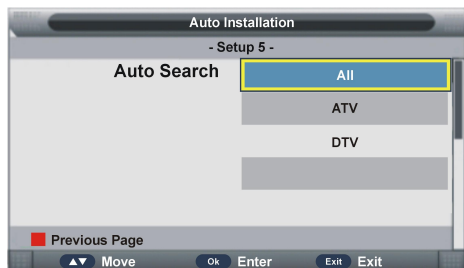 Auto Installation
- Setup 5 -
Auto Search
All
ATV
DTV
Previous Page
▲▼ Move Ok Enter Exit Exit